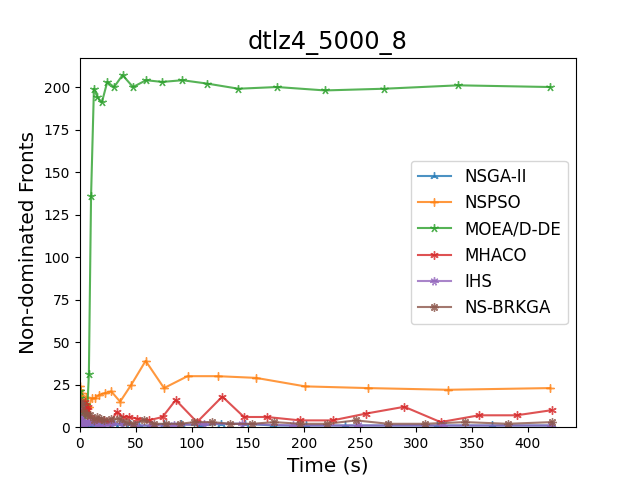 dtlz4_5000_8
Non-dominated Fronts
200
175
150
125
100
75
50
25
0
NSGA-II
NSPSO
MOEA/D-DE
MHACO
IHS
NS-BRKGA
0 50 100 150 200 250 300 350 400
Time (s)